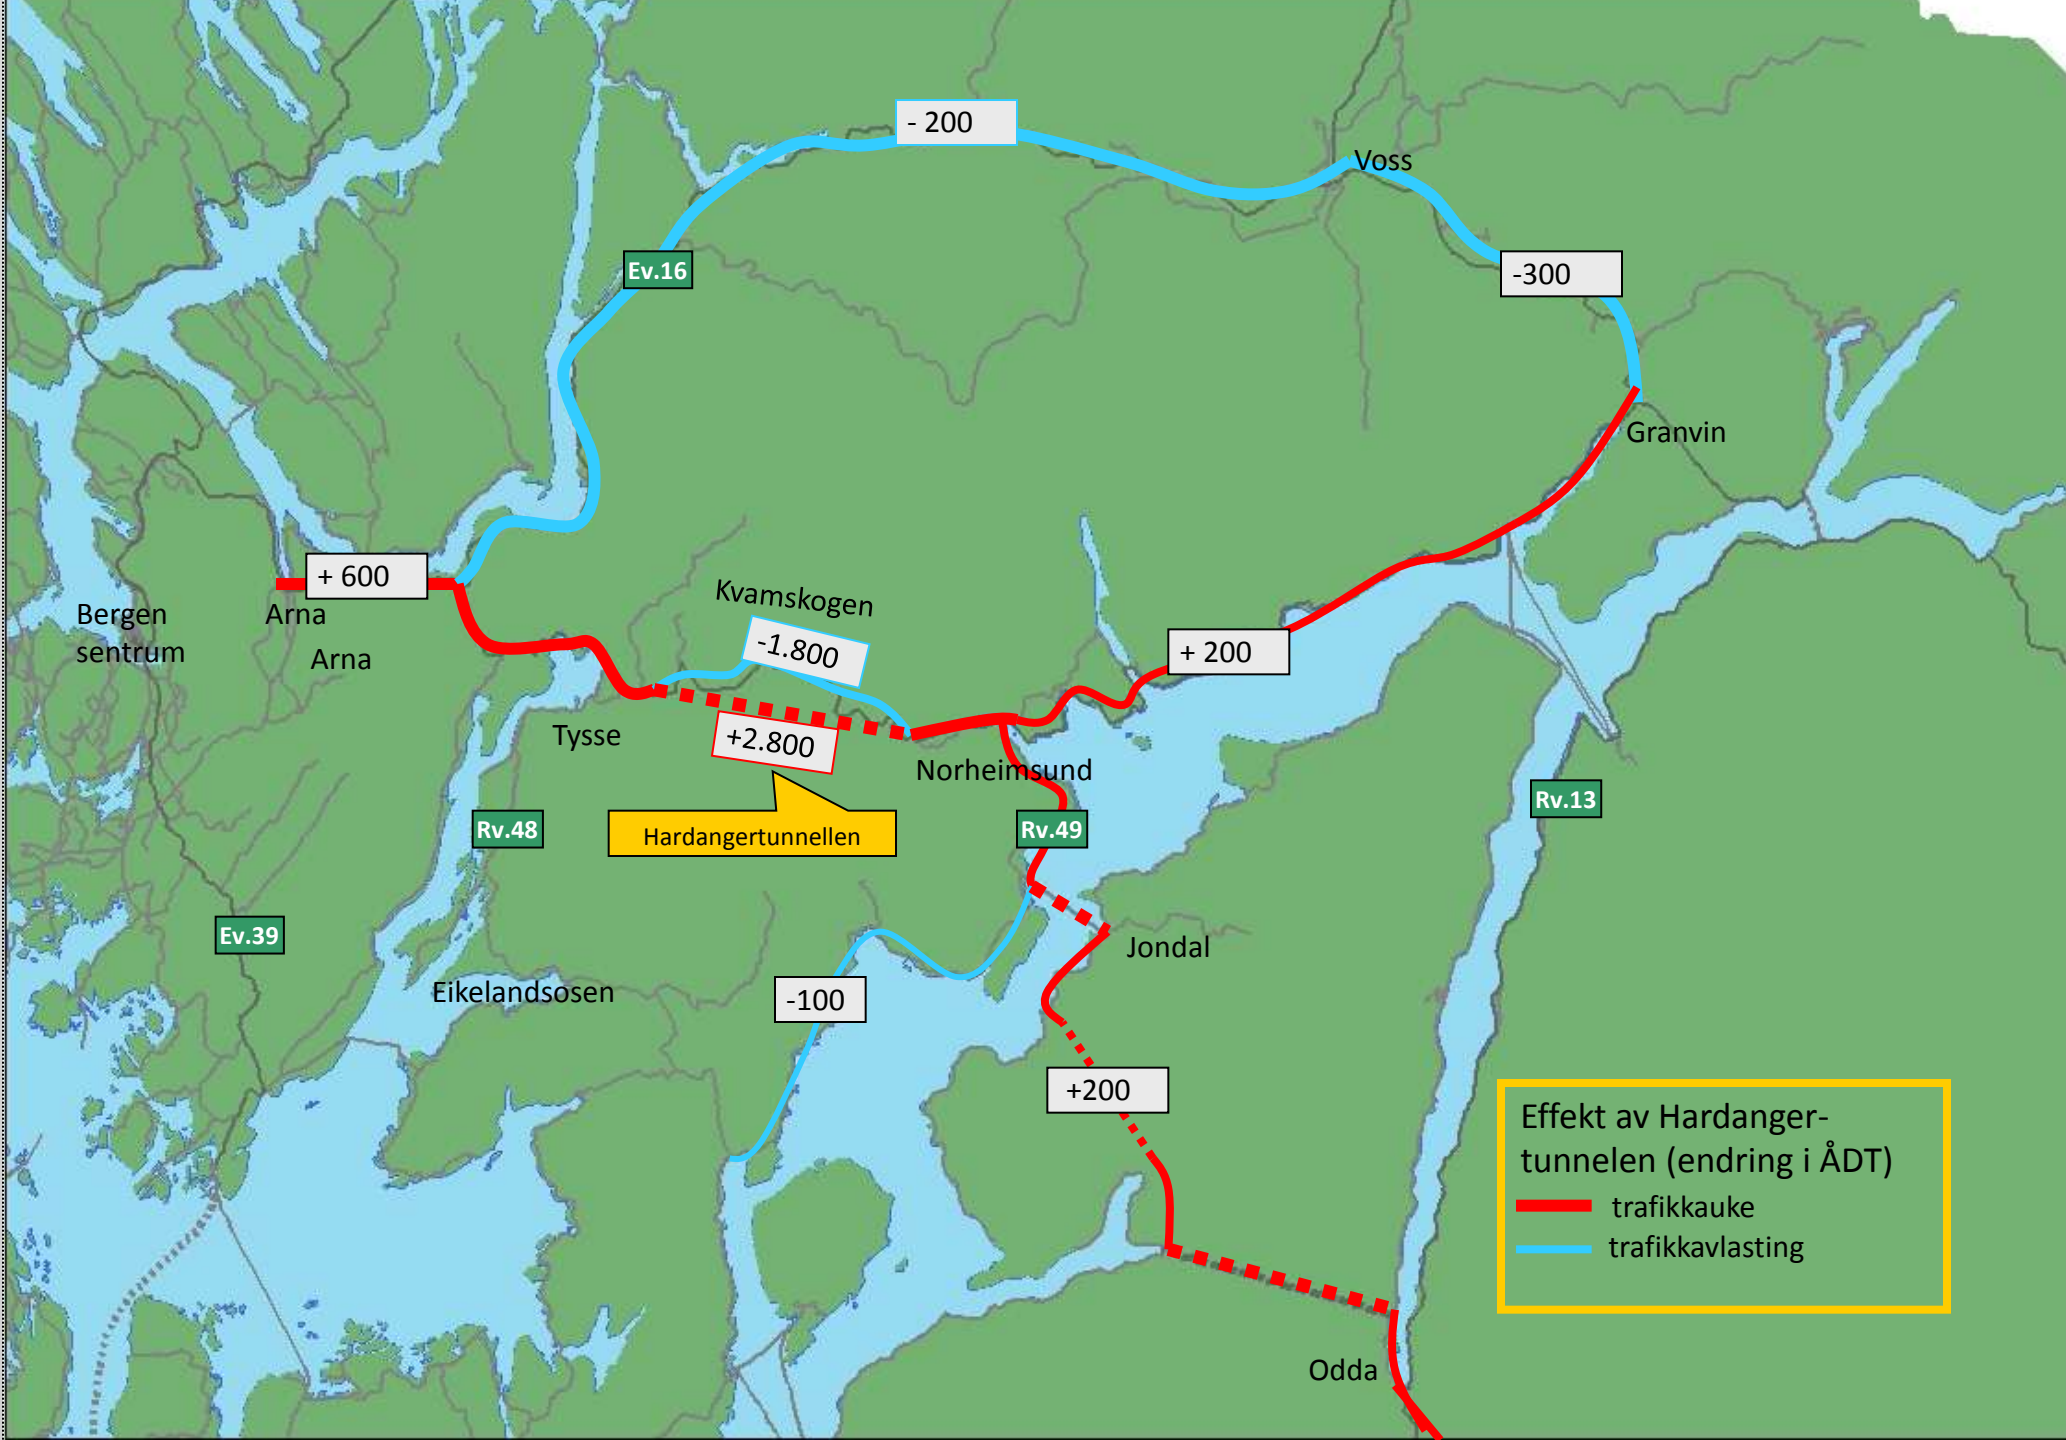 - 200
Voss
Ev.16
-300
Granvin
+ 600
Kvamskogen
Bergen
sentrum
Arna
Arna
-1.800
+ 200
Tysse
+2.800
Norheimsund
Rv.13
Rv.48
Hardangertunnellen
Rv.49
Ev.39
Jondal
Eikelandsosen
-100
+200
Effekt av Hardanger-
tunnelen (endring i ÅDT)
trafikkauke
trafikkavlasting
Odda